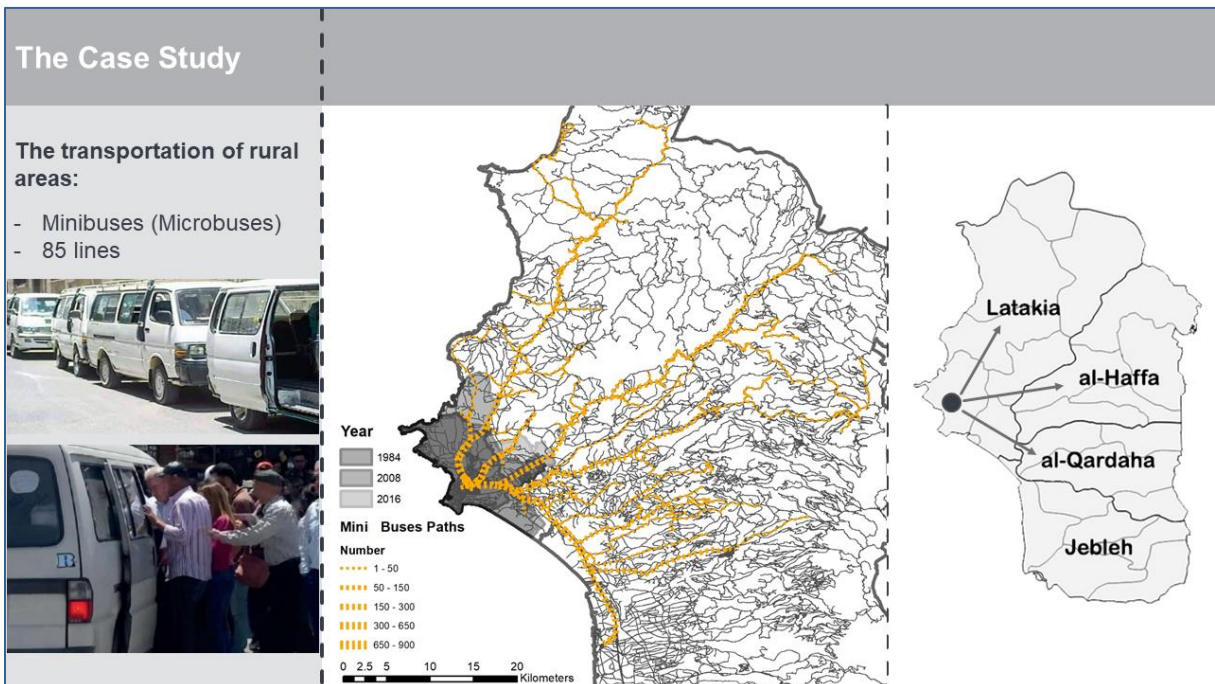 The Case Study
The transportation of rural
areas:
- Minibuses (Microbuses)
- 85 lines
R
Year
1984
2008
2016
Mini Buses Paths
Number
1 - 50
50 - 150
150 - 300
300 - 650
650 - 900
0 2.5 5 10 15 20
Kilometers
Latakia
al-Haffa
al-Qardaha
Jebleh